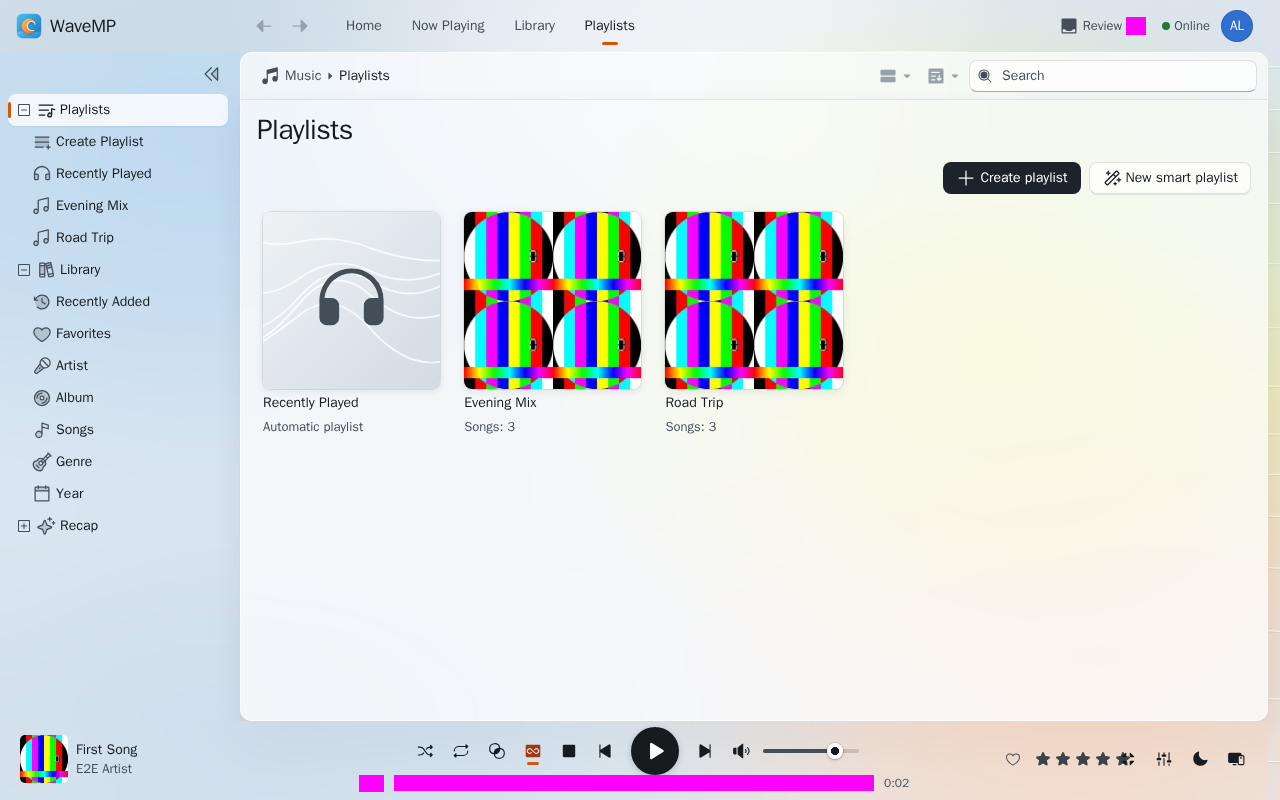 WaveMP
Home
Now Playing
Library
Playlists
Review
Online
AL
Music
Playlists
Search
Playlists
Create Playlist
Recently Played
Evening Mix
Road Trip
Library
Recently Added
Favorites
Artist
Album
Songs
Genre
Year
Recap
Playlists
Create playlist
New smart playlist
Recently Played
Automatic playlist
Evening Mix
Songs: 3
Road Trip
Songs: 3
First Song
E2E Artist
0:02